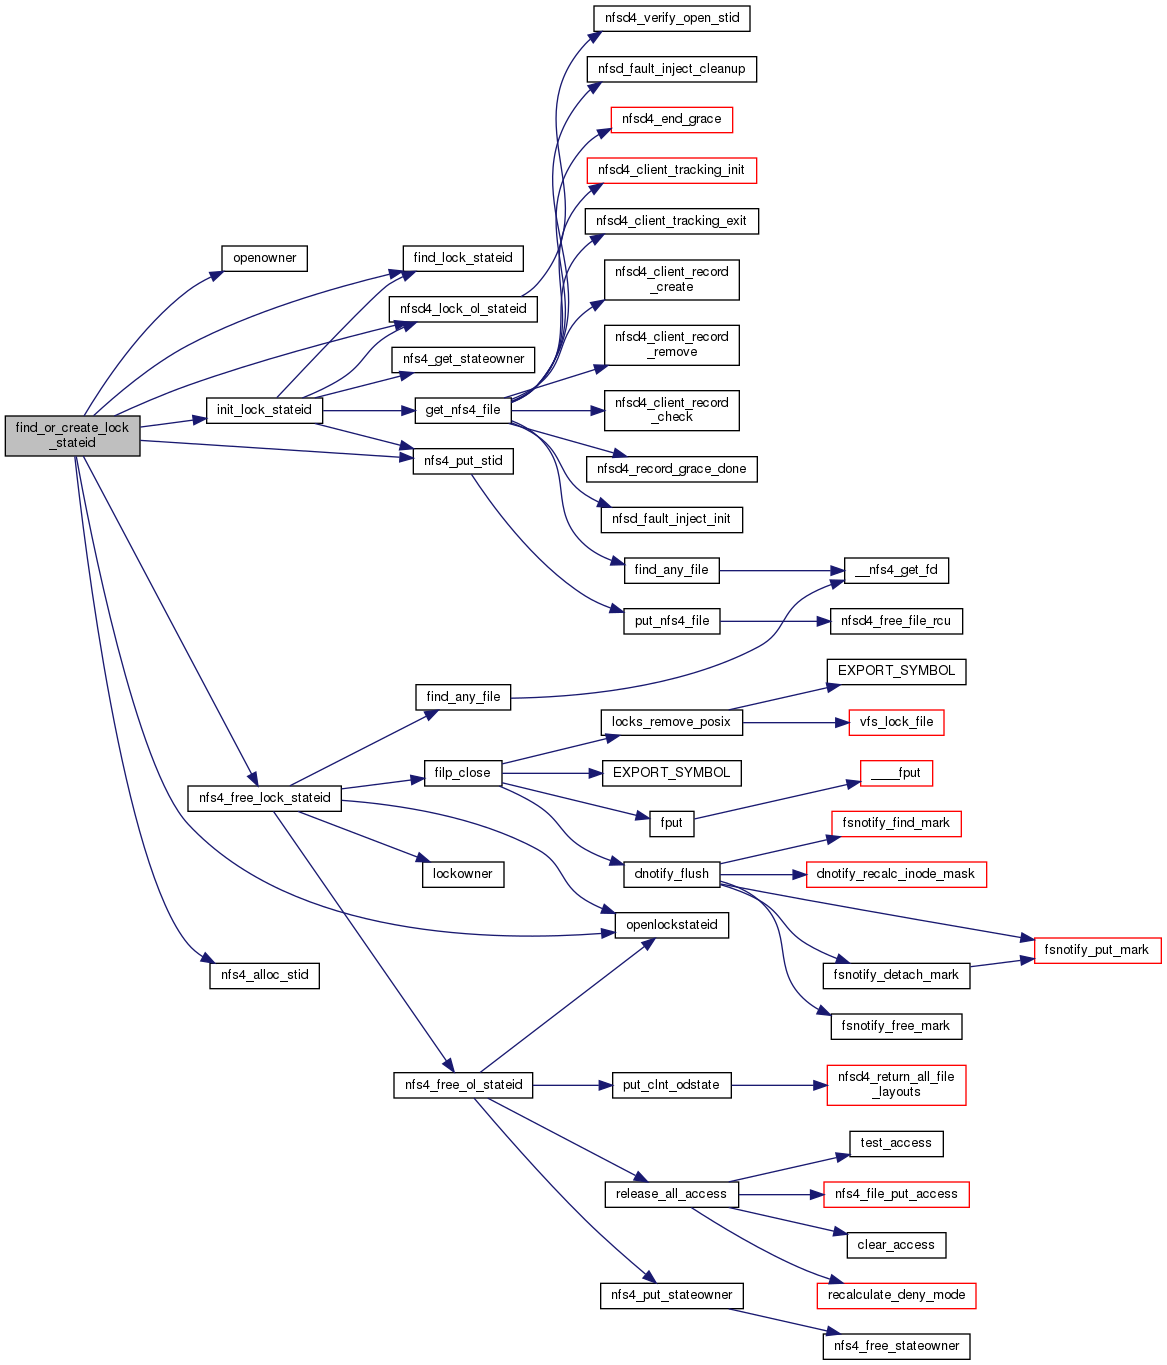 nfsd4_verify_open_stid
nfsd_fault_inject_cleanup
nfsd4_end_grace
nfsd4_client_tracking_init
nfsd4_client_tracking_exit
openowner
find_lock_stateid
nfsd4_client_record
_create
nfsd4_lock_ol_stateid
nfsd4_client_record
_remove
nfs4_get_stateowner
find_or_create_lock
_stateid
init_lock_stateid
get_nfs4_file
nfsd4_client_record
_check
nfs4_put_stid
nfsd4_record_grace_done
nfsd_fault_inject_init
find_any_file
__nfs4_get_fd
put_nfs4_file
nfsd4_free_file_rcu
find_any_file
EXPORT_SYMBOL
locks_remove_posix
vfs_lock_file
filp_close
EXPORT_SYMBOL
____fput
nfs4_free_lock_stateid
fput
fsnotify_find_mark
lockowner
dnotify_flush
dnotify_recalc_inode_mask
openlockstateid
fsnotify_put_mark
nfs4_alloc_stid
fsnotify_detach_mark
fsnotify_free_mark
nfs4_free_ol_stateid
put_clnt_odstate
nfsd4_return_all_file
_layouts
test_access
release_all_access
nfs4_file_put_access
clear_access
nfs4_put_stateowner
recalculate_deny_mode
nfs4_free_stateowner